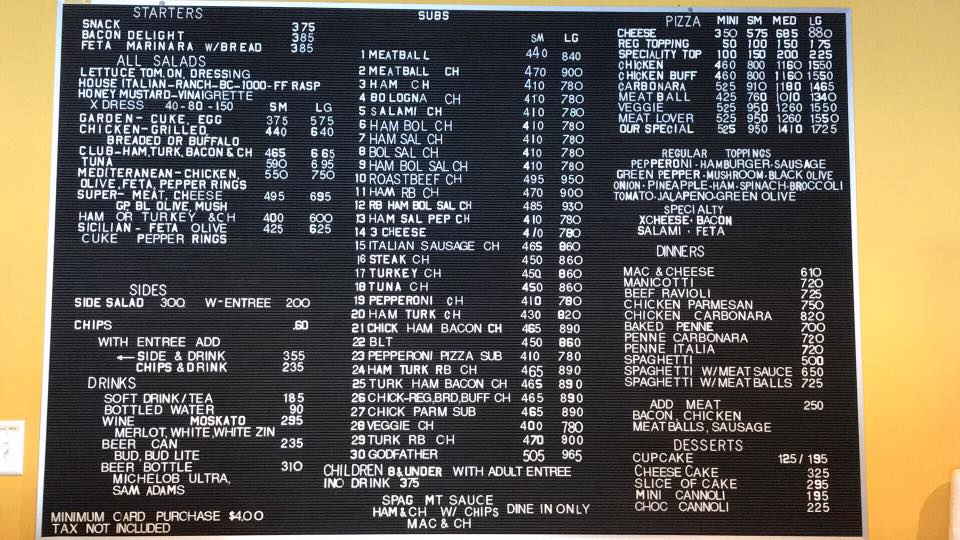 STARTERS
SNACK 375
BACON DELIGHT 385
FETA MARINARA W/BREAD 385
ALL SALADS
LETTUCE TOM.ON, DRESSING
HOUSE ITALIAN-RANCH-BC-1000-FF RASP
HONEY MUSTARD-VINAIGRETTE
X DRESS 40-80-150 SM LG
GARDEN- CUKE, EGG 375 575
CHICKEN-GRILLED, 440 640
BREADED OR BUFFALO
CLUB-HAM,TURK, BACON & CH 465 665
TUNA 590 695
MEDITERANEAN-CHICKEN, 550 750
OLIVE, FETA, PEPPER RINGS
SUPER- MEAT, CHEESE 495 695
GP BL OLIVE, MUSH
HAM OR TURKEY &CH 400 600
SICILIAN- FETA OLIVE 425 625
CUKE PEPPER RINGS
SIDES
SIDE SALAD 300 W-ENTREE 200
CHIPS .60
WITH ENTREE ADD
←SIDE & DRINK 355
CHIPS & DRINK 235
DRINKS
SOFT DRINK/TEA 185
BOTTLED WATER 90
WINE MOSKATO 295
MERLOT, WHITE, WHITE ZIN
BEER CAN 235
BUD, BUD LITE
BEER BOTTLE 310
MICHELOB ULTRA,
SAM ADAMS
MINIMUM CARD PURCHASE $4.00
TAX NOT INCLUDED
SUBS
SM LG
1 MEATBALL 440 840
2 MEATBALL CH 470 900
3 HAM CH 410 780
4 BOLOGNA CH 410 780
5 SALAMI CH 410 780
6 HAM BOL CH 410 780
7 HAM SAL CH 410 780
8 BOL SAL CH 410 780
9 HAM BOL SAL CH 410 780
10 ROASTBEEF CH 495 950
11 HAM RB CH 470 900
12 RB HAM BOL SAL CH 485 930
13 HAM SAL PEP CH 410 780
14 3 CHEESE 410 780
15 ITALIAN SAUSAGE CH 465 860
16 STEAK CH 450 860
17 TURKEY CH 450 860
18 TUNA CH 450 860
19 PEPPERONI CH 410 780
20 HAM TURK CH 430 820
21 CHICK HAM BACON CH 465 890
22 BLT 450 860
23 PEPPERONI PIZZA SUB 410 780
24 HAM TURK RB CH 465 890
25 TURK HAM BACON CH 465 890
26 CHICK-REG,BRD,BUFF CH 465 890
27 CHICK PARM SUB 465 890
28 VEGGIE CH 400 780
29 TURK RB CH 470 900
30 GODFATHER 505 965
CHILDREN 8&UNDER WITH ADULT ENTREE
INC DRINK 375
SPAG MT SAUCE
HAM&CH W/ CHIPS DINE IN ONLY
MAC & CH
PIZZA MINI SM MED LG
CHEESE 350 575 685 880
REG TOPPING 50 100 150 175
SPECIALTY TOP 100 150 200 225
CHICKEN 460 800 1160 1550
CHICKEN BUFF 460 800 1160 1550
CARBONARA 525 910 1180 1465
MEATBALL 425 760 1010 1340
VEGGIE 525 950 1260 1550
MEAT LOVER 525 950 1260 1550
OUR SPECIAL 525 950 1410 1725
REGULAR TOPPINGS
PEPPERONI·HAMBURGER·SAUSAGE
GREEN PEPPER·MUSHROOM·BLACK OLIVE
ONION·PINEAPPLE·HAM·SPINACH·BROCCOLI
TOMATO·JALAPENO·GREEN OLIVE
SPECIALTY
XCHEESE·BACON
SALAMI·FETA
DINNERS
MAC & CHEESE 610
MANICOTTI 720
BEEF RAVIOLI 725
CHICKEN PARMESAN 750
CHICKEN CARBONARA 820
BAKED PENNE 700
PENNE CARBONARA 720
PENNE ITALIA 720
SPAGHETTI 500
SPAGHETTI W/MEAT SAUCE 650
SPAGHETTI W/MEATBALLS 725
ADD MEAT 250
BACON, CHICKEN
MEATBALLS, SAUSAGE
DESSERTS
CUPCAKE 125/195
CHEESE CAKE 325
SLICE OF CAKE 295
MINI CANNOLI 195
CHOC CANNOLI 225